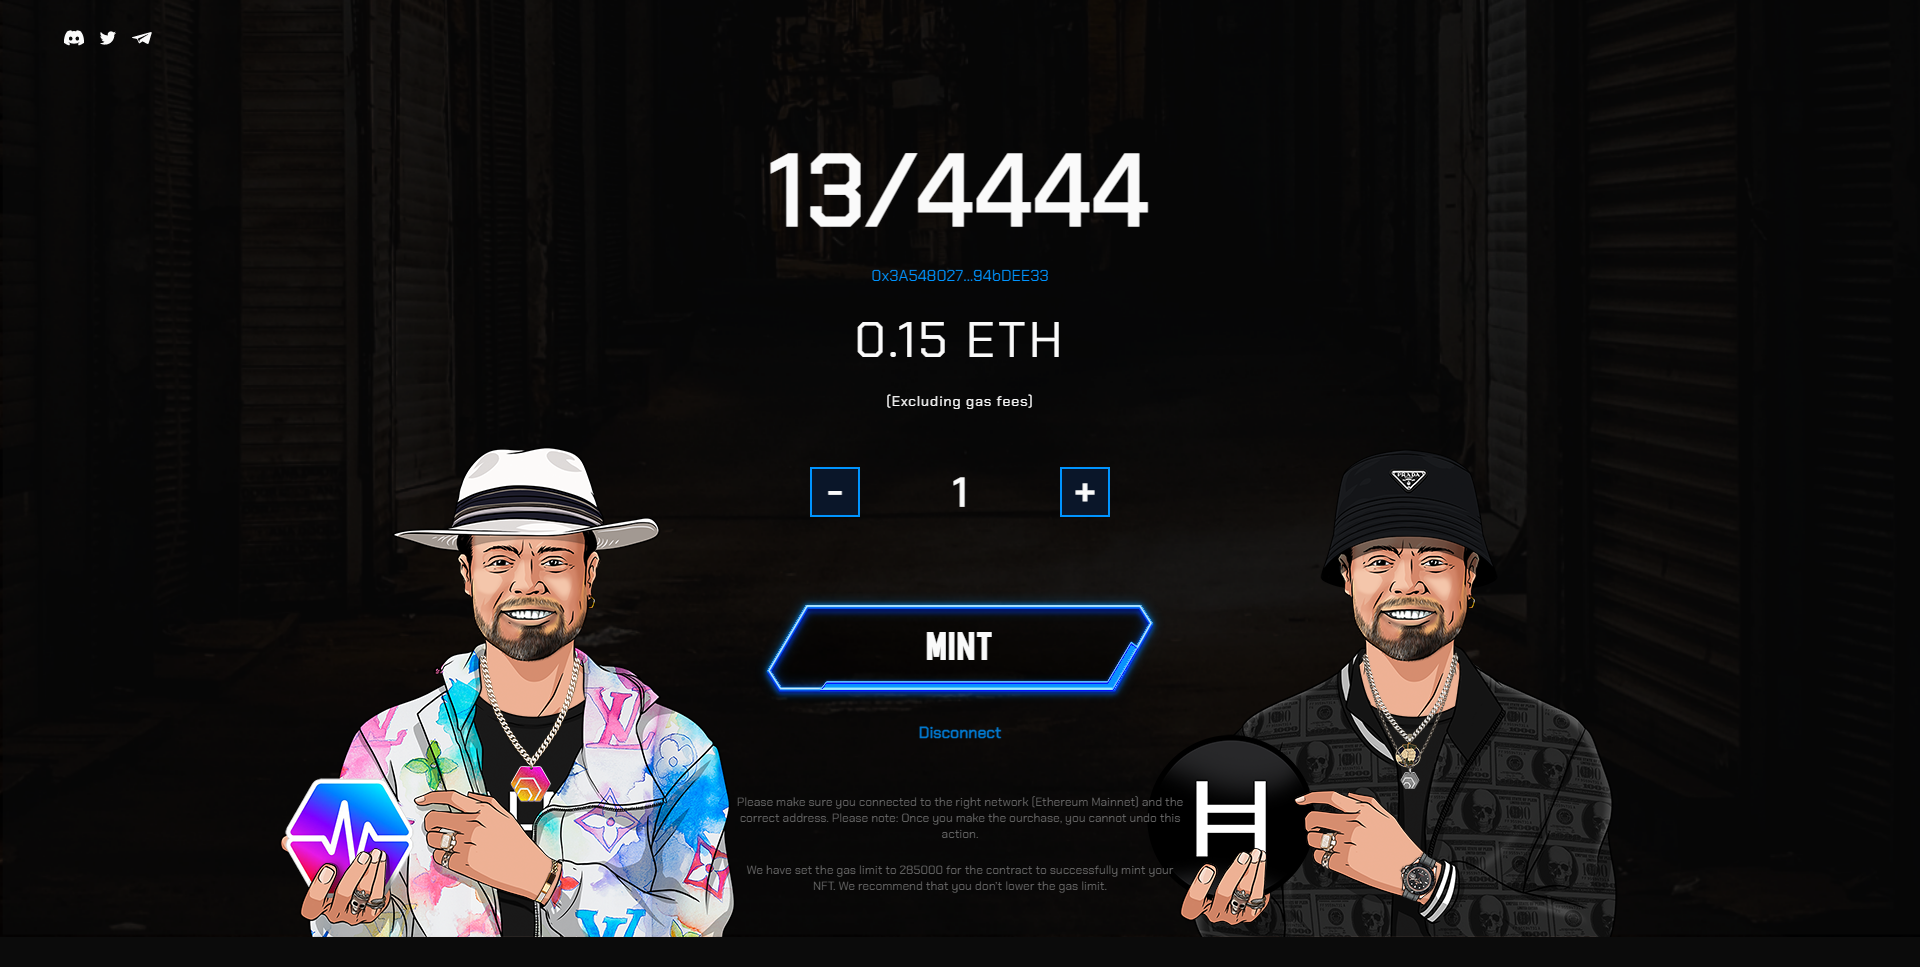 13/4444
0x3A548027...94bDEE33
0.15 ETH
(Excluding gas fees)
- 1 +
PRADA
MINT
Disconnect
Please make sure you connected to the right network (Ethereum Mainnet) and the
correct address. Please note: Once you make the ourchase, you cannot undo this
action.
We have set the gas limit to 285000 for the contract to successfully mint your
NFT. We recommend that you don't lower the gas limit.
H